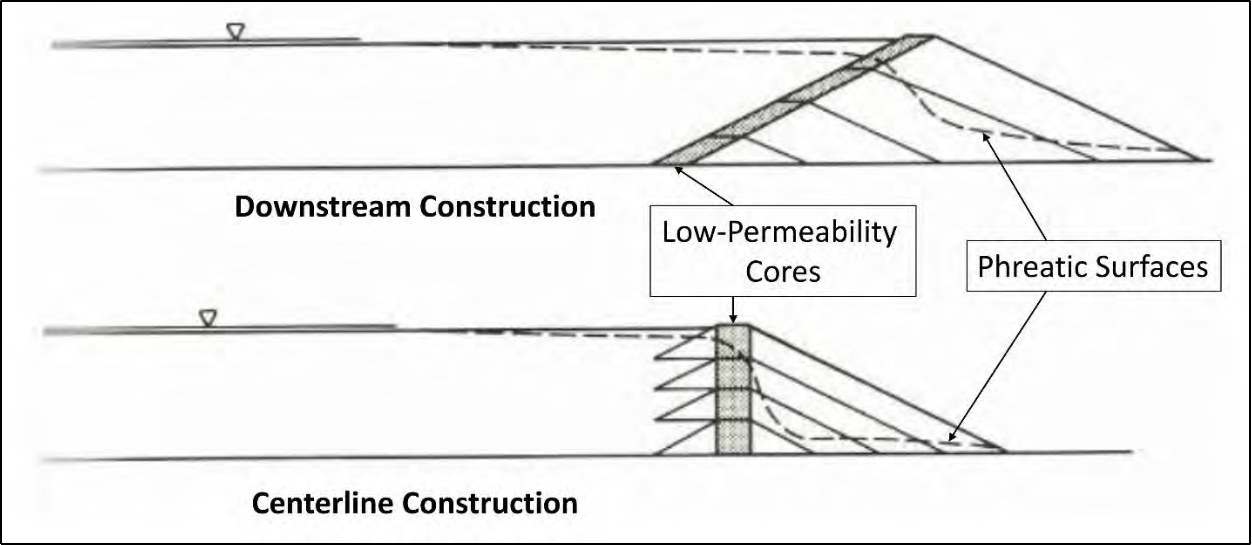 Downstream Construction
Low-Permeability
Cores
Phreatic Surfaces
Centerline Construction